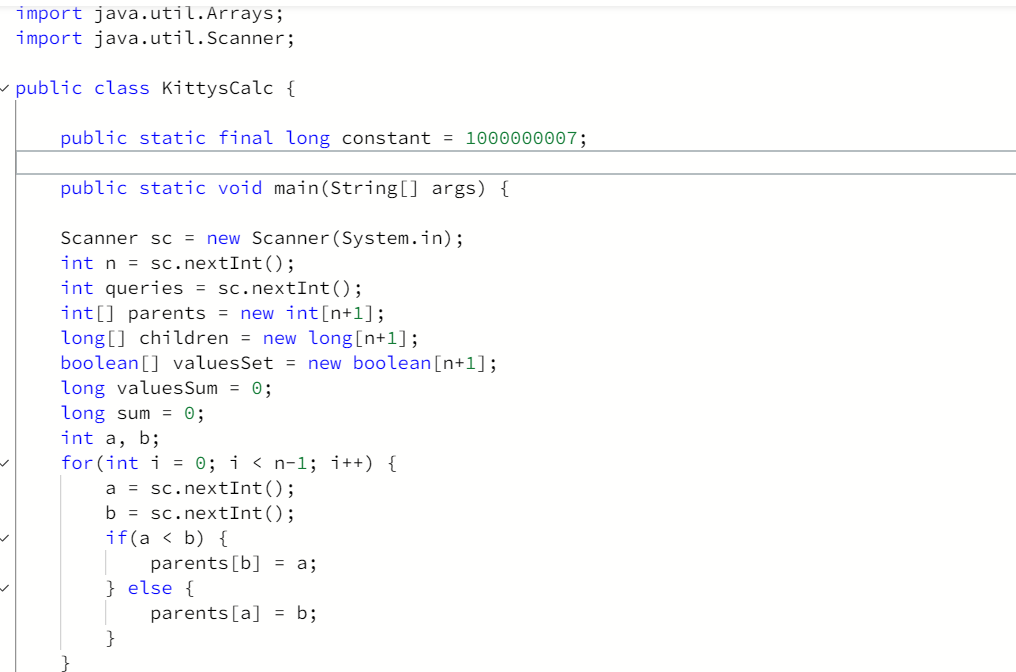 import java.util.Arrays;
import java.util.Scanner;
public class KittysCalc {
public static final long constant = 1000000007;
public static void main(String[] args) {
Scanner sc = new Scanner(System.in);
int n = sc.nextInt();
int queries = sc.nextInt();
int[] parents = new int[n+1];
long[] children = new long[n+1];
boolean[] valuesSet = new boolean[n+1];
long valuesSum = 0;
long sum = 0;
int a, b;
for(int i = 0; i < n-1; i++) {
a = sc.nextInt();
b = sc.nextInt();
if(a < b) {
parents[b] = a;
} else {
parents[a] = b;
}
}